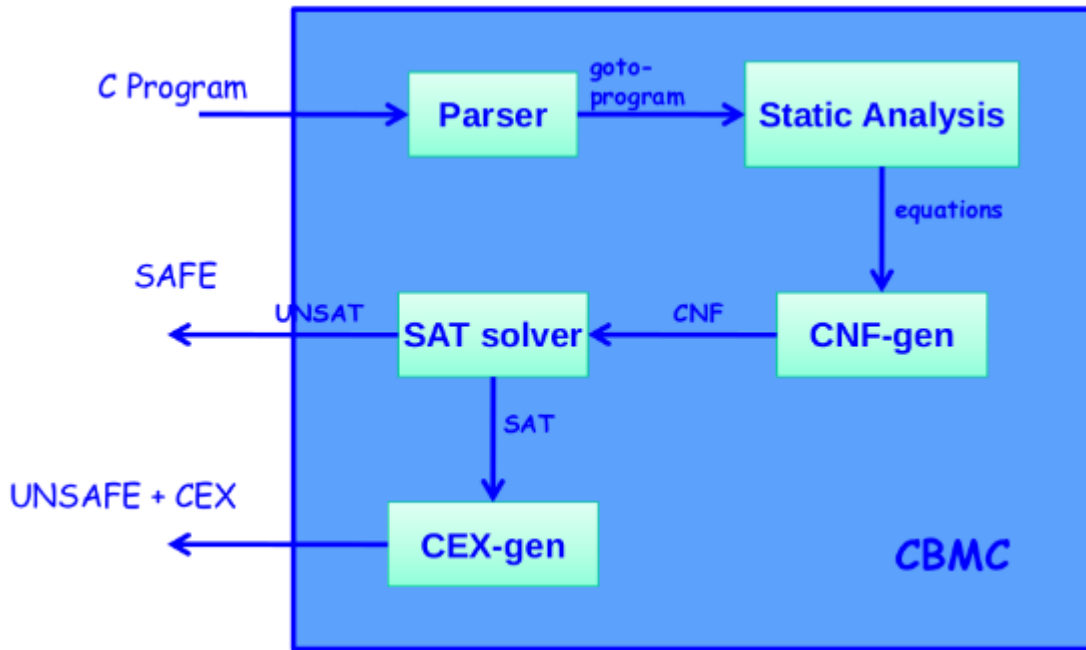 C Program
Parser
goto-
program
Static Analysis
equations
SAFE
UNSAT
SAT solver
CNF
CNF-gen
SAT
UNSAFE + CEX
CEX-gen
CBMC